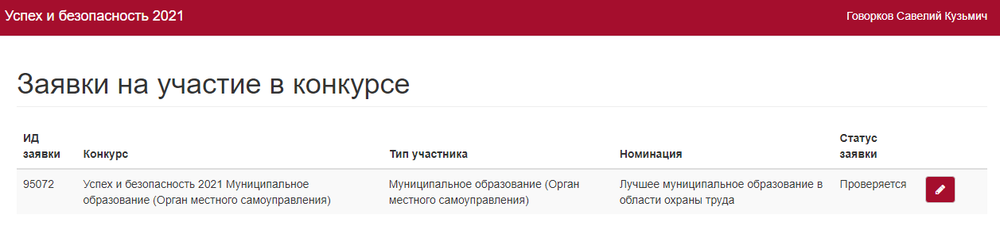 Успех и безопасность 2021
Говорков Савелий Кузьмич
Заявки на участие в конкурсе
ИД заявки
Конкурс
Тип участника
Номинация
Статус заявки
95072
Успех и безопасность 2021 Муниципальное
образование (Орган местного самоуправления)
Муниципальное образование (Орган
местного самоуправления)
Лучшее муниципальное образование в
области охраны труда
Проверяется